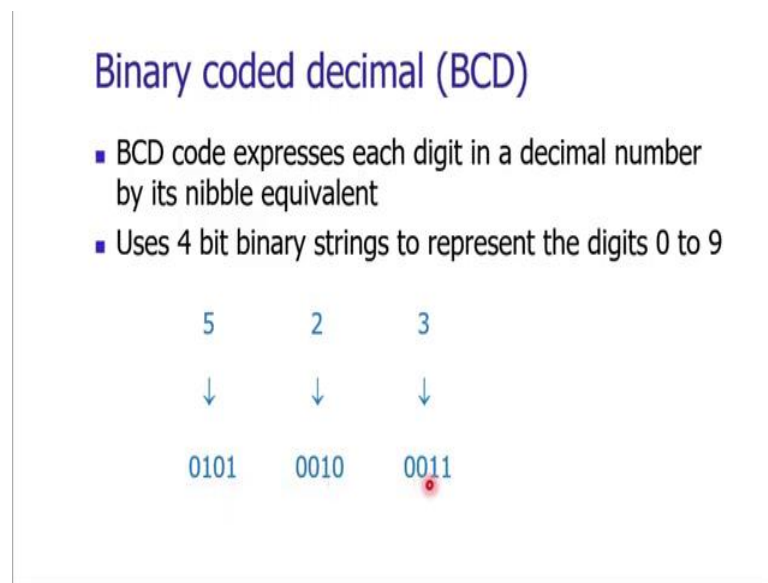 Binary coded decimal (BCD)
▪ BCD code expresses each digit in a decimal number
by its nibble equivalent
▪ Uses 4 bit binary strings to represent the digits 0 to 9
5 2 3
↓ ↓ ↓
0101 0010 0011